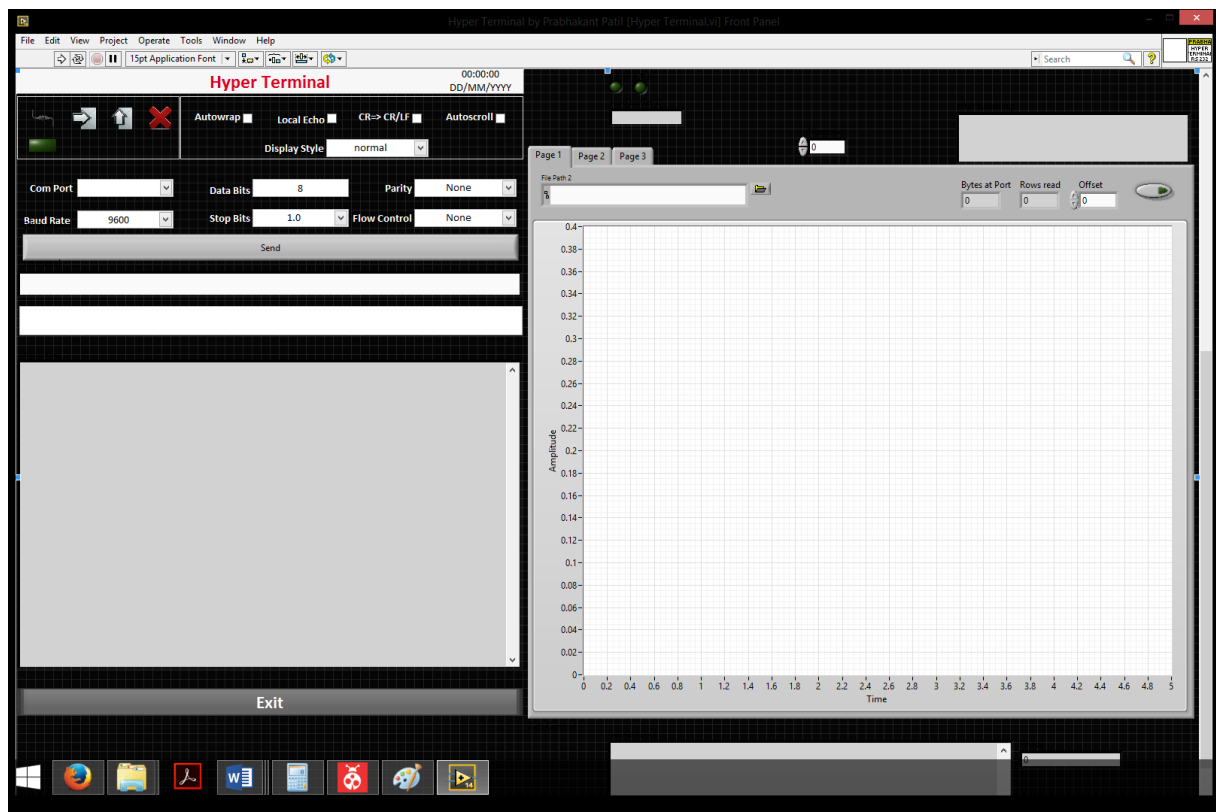 Hyper Terminal by Prabhakant Patil [Hyper Terminal.vi] Front Panel
File Edit View Project Operate Tools Window Help
15pt Application Font
Search
HYPER
RS 232
Hyper Terminal
00:00:00
DD/MM/YYYY
Autowrap
Local Echo
CR=> CR/LF
Autoscroll
Display Style
normal
Com Port
Data Bits
8
Parity
None
Baud Rate
9600
Stop Bits
1.0
Flow Control
None
Send
Exit
0
Page 1
Page 2
Page 3
File Path 2
Bytes at Port
Rows read
Offset
0
0
0
Amplitude
0.4
0.38
0.36
0.34
0.32
0.3
0.28
0.26
0.24
0.22
0.2
0.18
0.16
0.14
0.12
0.1
0.08
0.06
0.04
0.02
0
0 0.2 0.4 0.6 0.8 1 1.2 1.4 1.6 1.8 2 2.2 2.4 2.6 2.8 3 3.2 3.4 3.6 3.8 4 4.2 4.4 4.6 4.8 5
Time
0
W
14